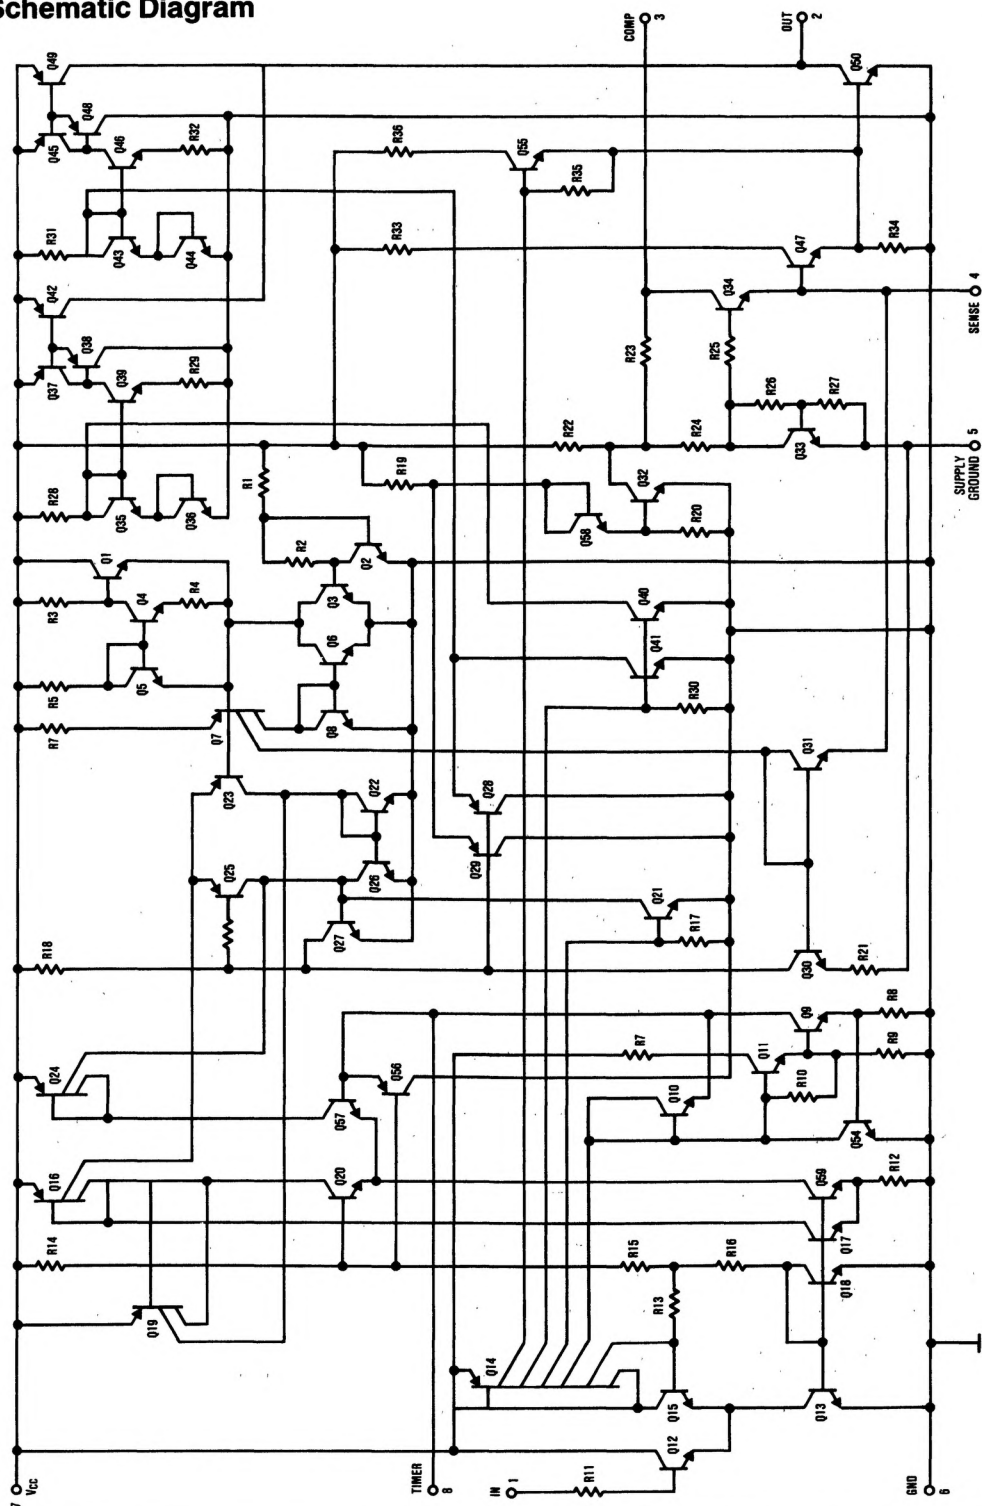 Schematic Diagram
COMP
3
OUT
2
Q49
Q48
Q45
Q46
R32
R36
Q55
R35
Q50
R31
Q43
Q44
R33
Q47
R34
Q42
Q38
Q37
Q39
R29
Q34
R23
R25
SENSE
4
R26
R27
Q33
R22
R24
SUPPLY
GROUND
5
R28
Q35
Q36
R1
R19
Q32
R20
Q58
R2
Q2
Q1
R3
Q4
R4
Q3
Q6
Q40
Q41
R30
R5
Q5
R7
Q7
Q8
Q31
Q23
Q22
Q28
Q29
Q25
Q26
Q27
Q21
R17
R18
Q30
R21
Q24
Q56
Q57
R7
Q11
Q9
R8
R9
R10
Q10
Q54
Q16
Q20
Q59
R12
Q17
R14
R15
R16
Q18
R13
Q19
Q14
Q15
Q13
Q12
R11
7
VCC
TIMER
8
IN
1
GND
6